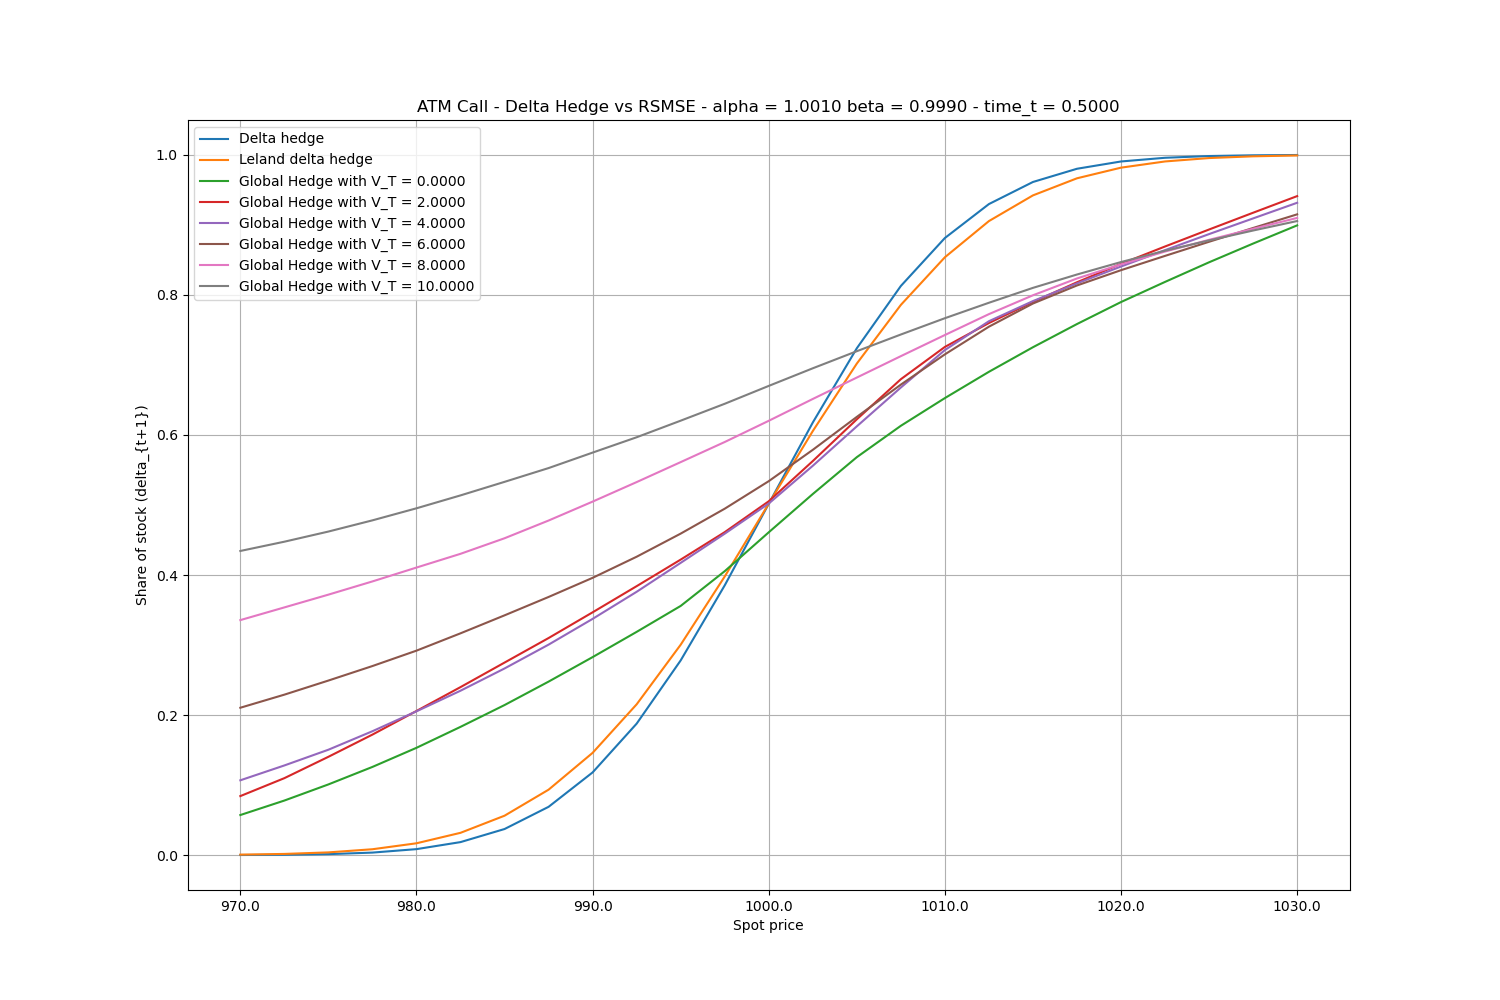 ATM Call - Delta Hedge vs RSMSE - alpha = 1.0010 beta = 0.9990 - time_t = 0.5000
Delta hedge
Leland delta hedge
Global Hedge with V_T = 0.0000
Global Hedge with V_T = 2.0000
Global Hedge with V_T = 4.0000
Global Hedge with V_T = 6.0000
Global Hedge with V_T = 8.0000
Global Hedge with V_T = 10.0000
Share of stock (delta_{t+1})
1.0
0.8
0.6
0.4
0.2
0.0
970.0 980.0 990.0 1000.0 1010.0 1020.0 1030.0
Spot price